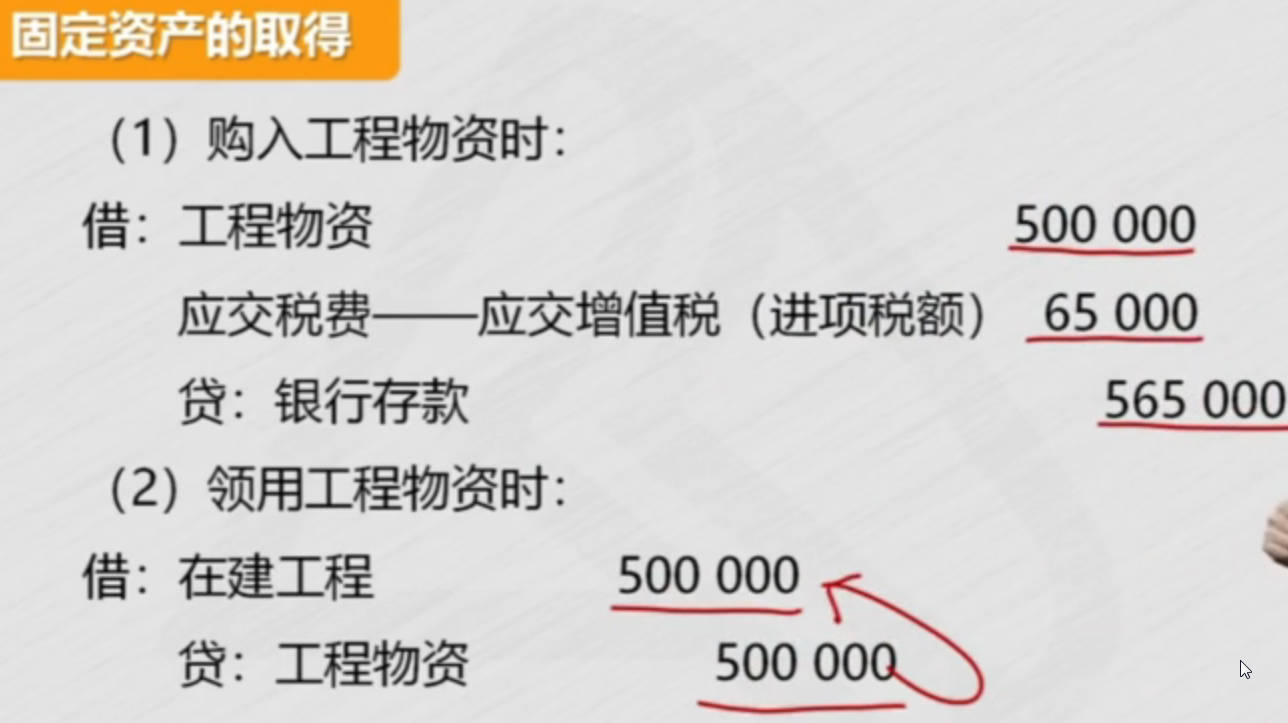 固定资产的取得
（1）购入工程物资时：
借：工程物资 500 000
应交税费——应交增值税（进项税额） 65 000
贷：银行存款 565 000
（2）领用工程物资时：
借：在建工程 500 000
贷：工程物资 500 000